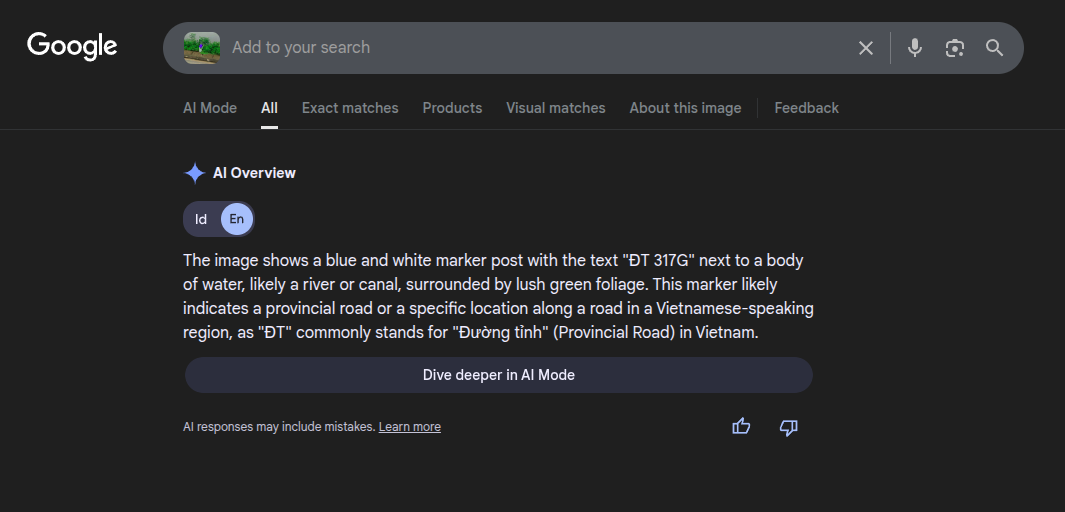 Google
Add to your search
AI Mode
All
Exact matches
Products
Visual matches
About this image
Feedback
AI Overview
Id
En
The image shows a blue and white marker post with the text "ĐT 317G" next to a body
of water, likely a river or canal, surrounded by lush green foliage. This marker likely
indicates a provincial road or a specific location along a road in a Vietnamese-speaking
region, as "ĐT" commonly stands for "Đường tỉnh" (Provincial Road) in Vietnam.
Dive deeper in AI Mode
AI responses may include mistakes. Learn more